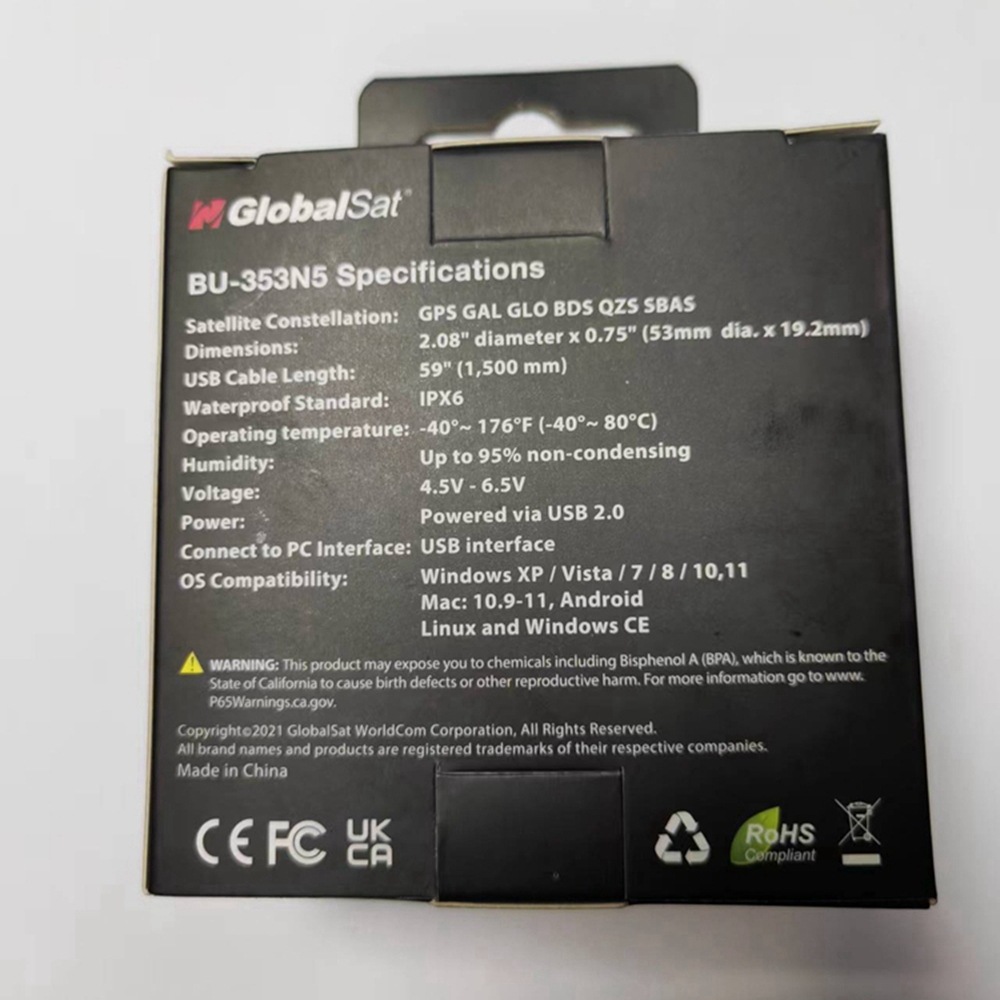 GlobalSat
BU-353N5 Specifications
Satellite Constellation: GPS GAL GLO BDS QZS SBAS
Dimensions: 2.08" diameter x 0.75" (53mm dia. x 19.2mm)
USB Cable Length: 59" (1,500 mm)
Waterproof Standard: IPX6
Operating temperature: -40°~ 176°F (-40°~ 80°C)
Humidity: Up to 95% non-condensing
Voltage: 4.5V - 6.5V
Power: Powered via USB 2.0
Connect to PC Interface: USB interface
OS Compatibility: Windows XP / Vista / 7 / 8 / 10,11
Mac: 10.9-11, Android
Linux and Windows CE
WARNING: This product may expose you to chemicals including Bisphenol A (BPA), which is known to the
State of California to cause birth defects or other reproductive harm. For more information go to www.
P65Warnings.ca.gov.
Copyright©2021 GlobalSat WorldCom Corporation, All Rights Reserved.
All brand names and products are registered trademarks of their respective companies.
Made in China
CE FC UK
CA
RoHS
Compliant